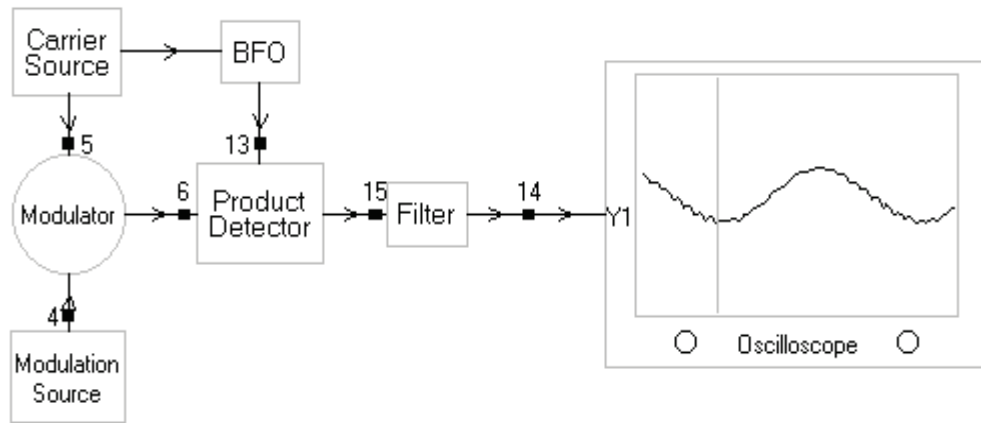 Carrier
Source
BFO
5
13
Modulator
6
Product
Detector
15
Filter
14
Y1
4
Modulation
Source
Oscilloscope